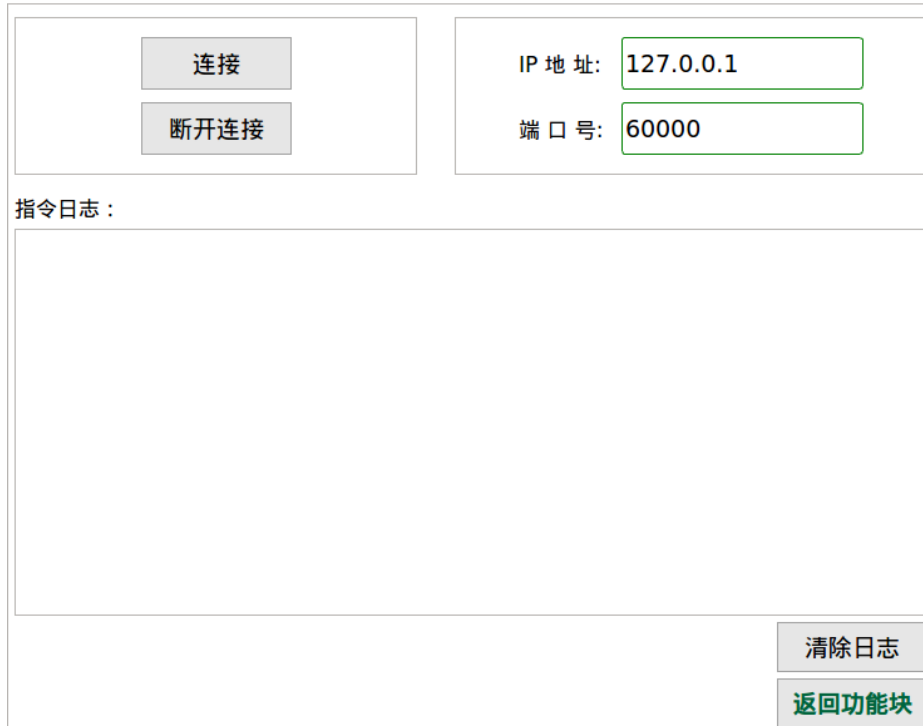 连接
断开连接
IP 地 址: 127.0.0.1
端 口 号: 60000
指令日志：
清除日志
返回功能块